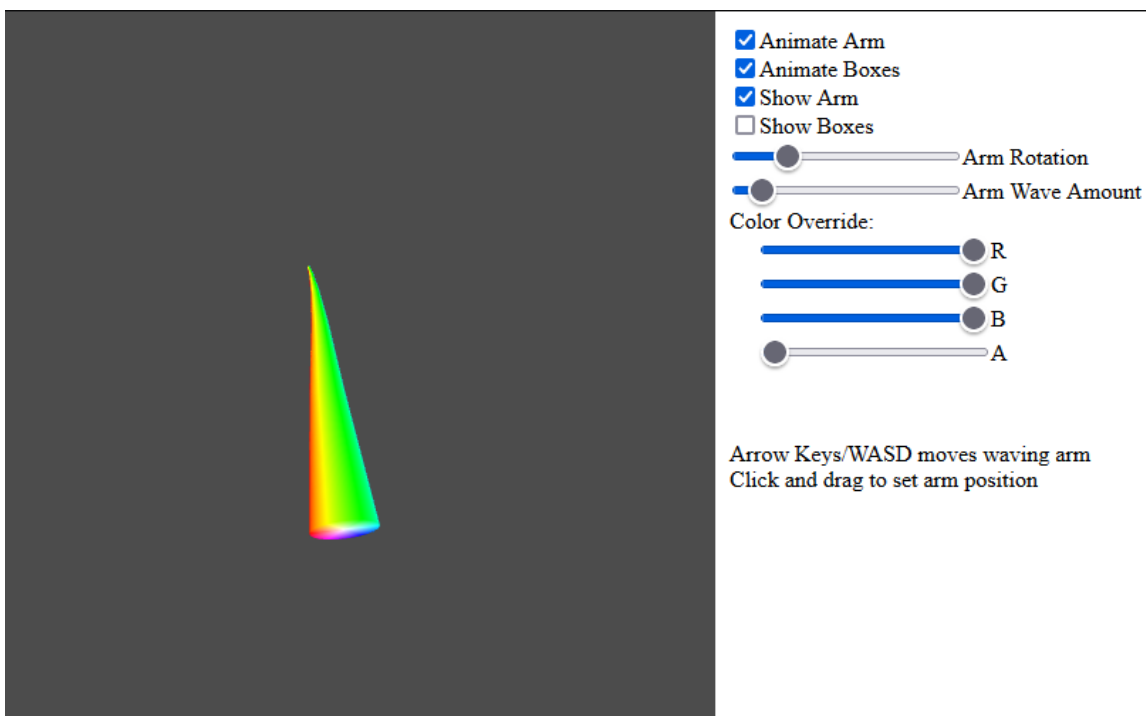 Animate Arm
Animate Boxes
Show Arm
Show Boxes
Arm Rotation
Arm Wave Amount
Color Override:
R
G
B
A
Arrow Keys/WASD moves waving arm
Click and drag to set arm position